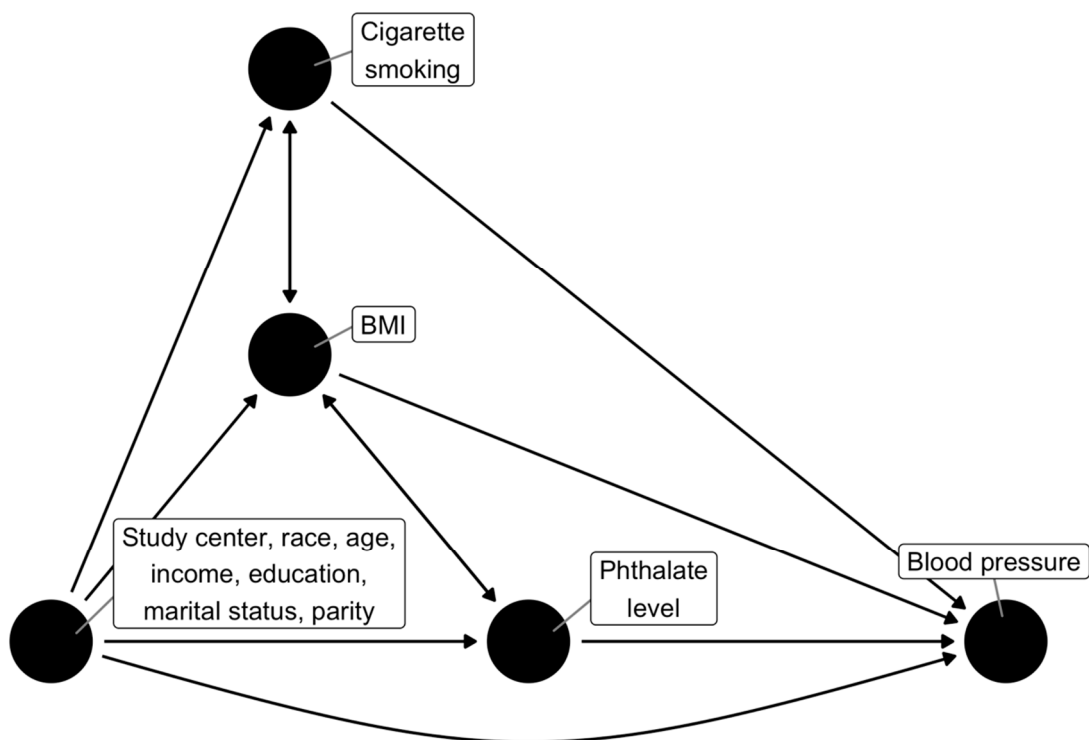 Cigarette
smoking
BMI
Study center, race, age,
income, education,
marital status, parity
Phthalate
level
Blood pressure